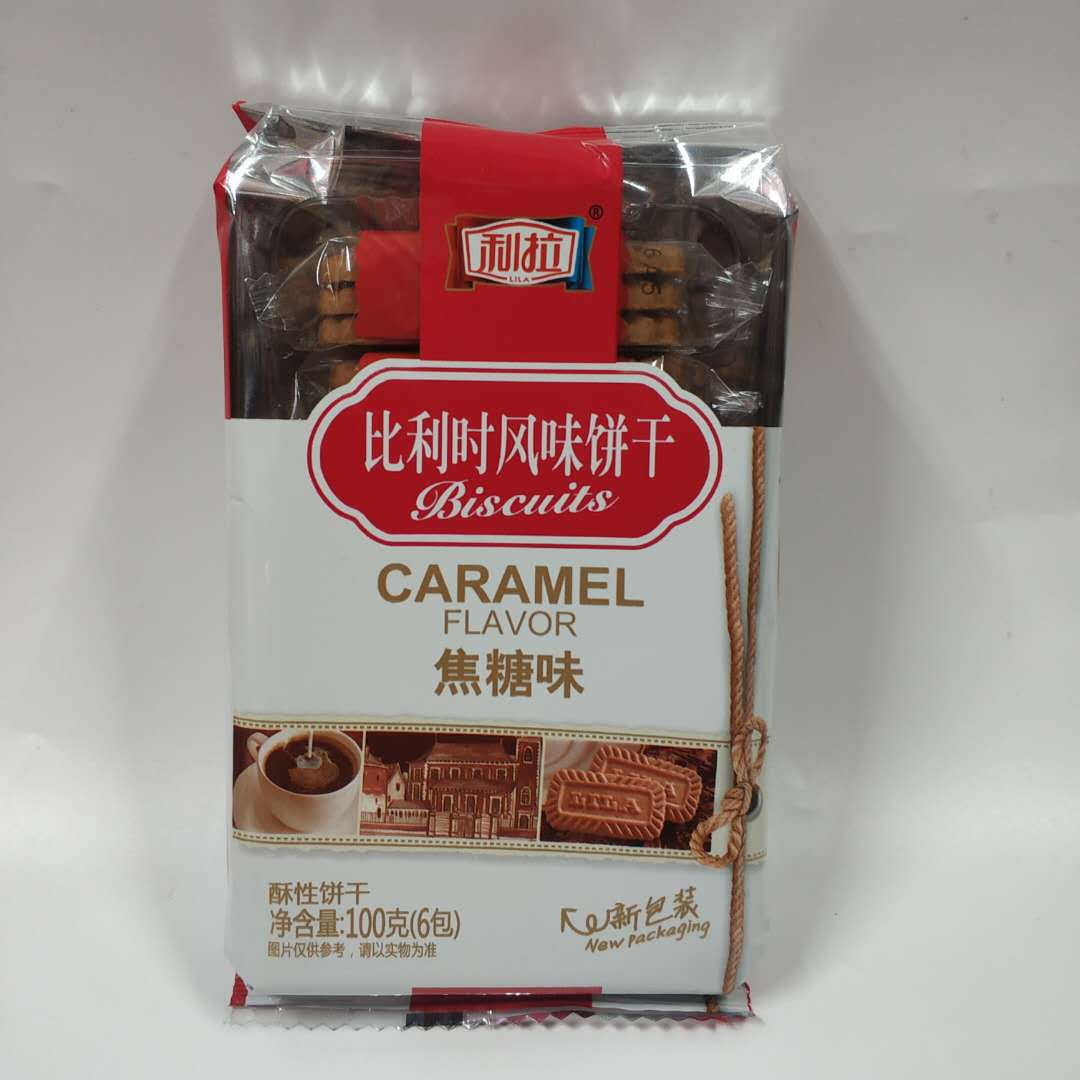 利拉
LILA
®
比利时风味饼干
Biscuits
CARAMEL
FLAVOR
焦糖味
LILA
酥性饼干
净含量:100克(6包)
图片仅供参考，请以实物为准
新包装
New Packaging